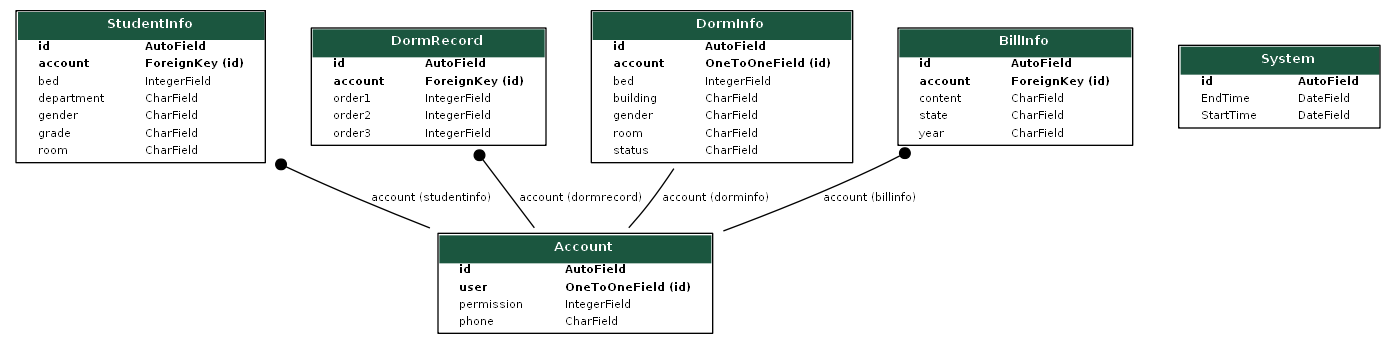 StudentInfo
id AutoField
account ForeignKey (id)
bed IntegerField
department CharField
gender CharField
grade CharField
room CharField
DormRecord
id AutoField
account ForeignKey (id)
order1 IntegerField
order2 IntegerField
order3 IntegerField
DormInfo
id AutoField
account OneToOneField (id)
bed IntegerField
building CharField
gender CharField
room CharField
status CharField
BillInfo
id AutoField
account ForeignKey (id)
content CharField
state CharField
year CharField
System
id AutoField
EndTime DateField
StartTime DateField
account (studentinfo)
account (dormrecord)
account (dorminfo)
account (billinfo)
Account
id AutoField
user OneToOneField (id)
permission IntegerField
phone CharField